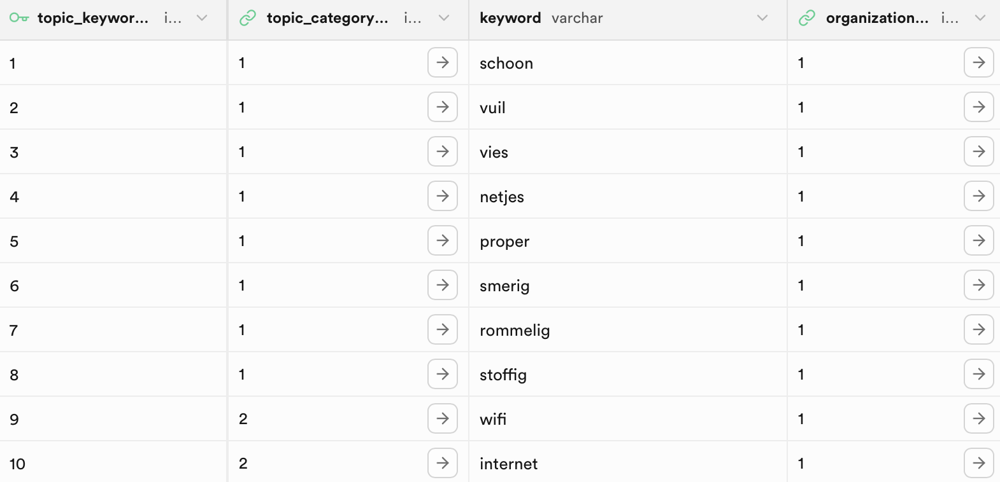 topic_keywor... i... topic_category... i... keyword varchar organization... i...
1 1 schoon 1
2 1 vuil 1
3 1 vies 1
4 1 netjes 1
5 1 proper 1
6 1 smerig 1
7 1 rommelig 1
8 1 stoffig 1
9 2 wifi 1
10 2 internet 1